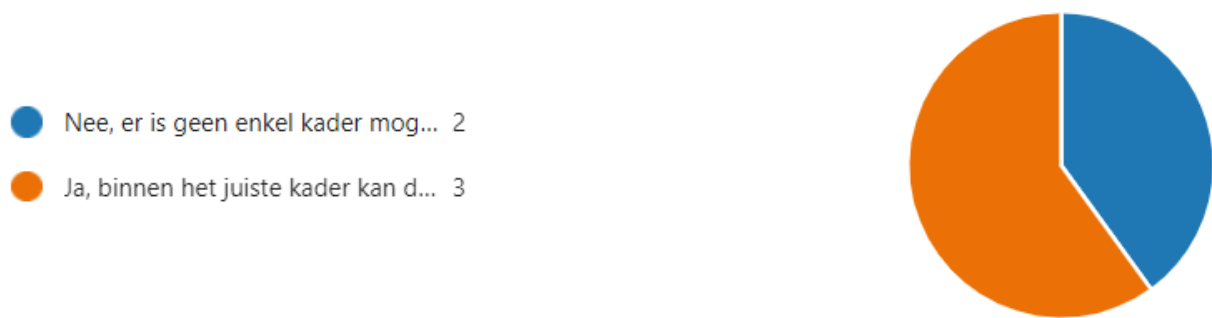 Nee, er is geen enkel kader mog... 2
Ja, binnen het juiste kader kan d... 3